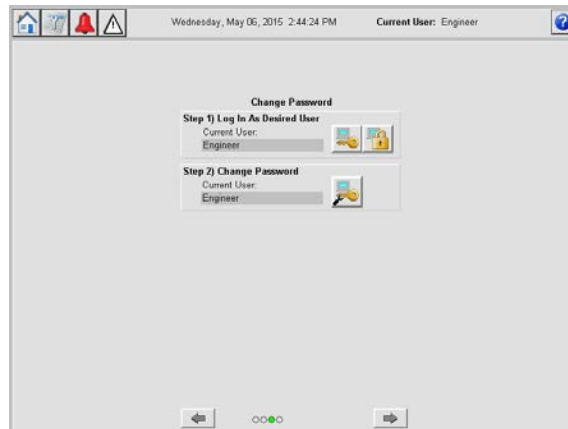 Wednesday, May 06, 2015 2:44:24 PM Current User: Engineer ?
Change Password
Step 1) Log In As Desired User
Current User:
Engineer
Step 2) Change Password
Current User:
Engineer